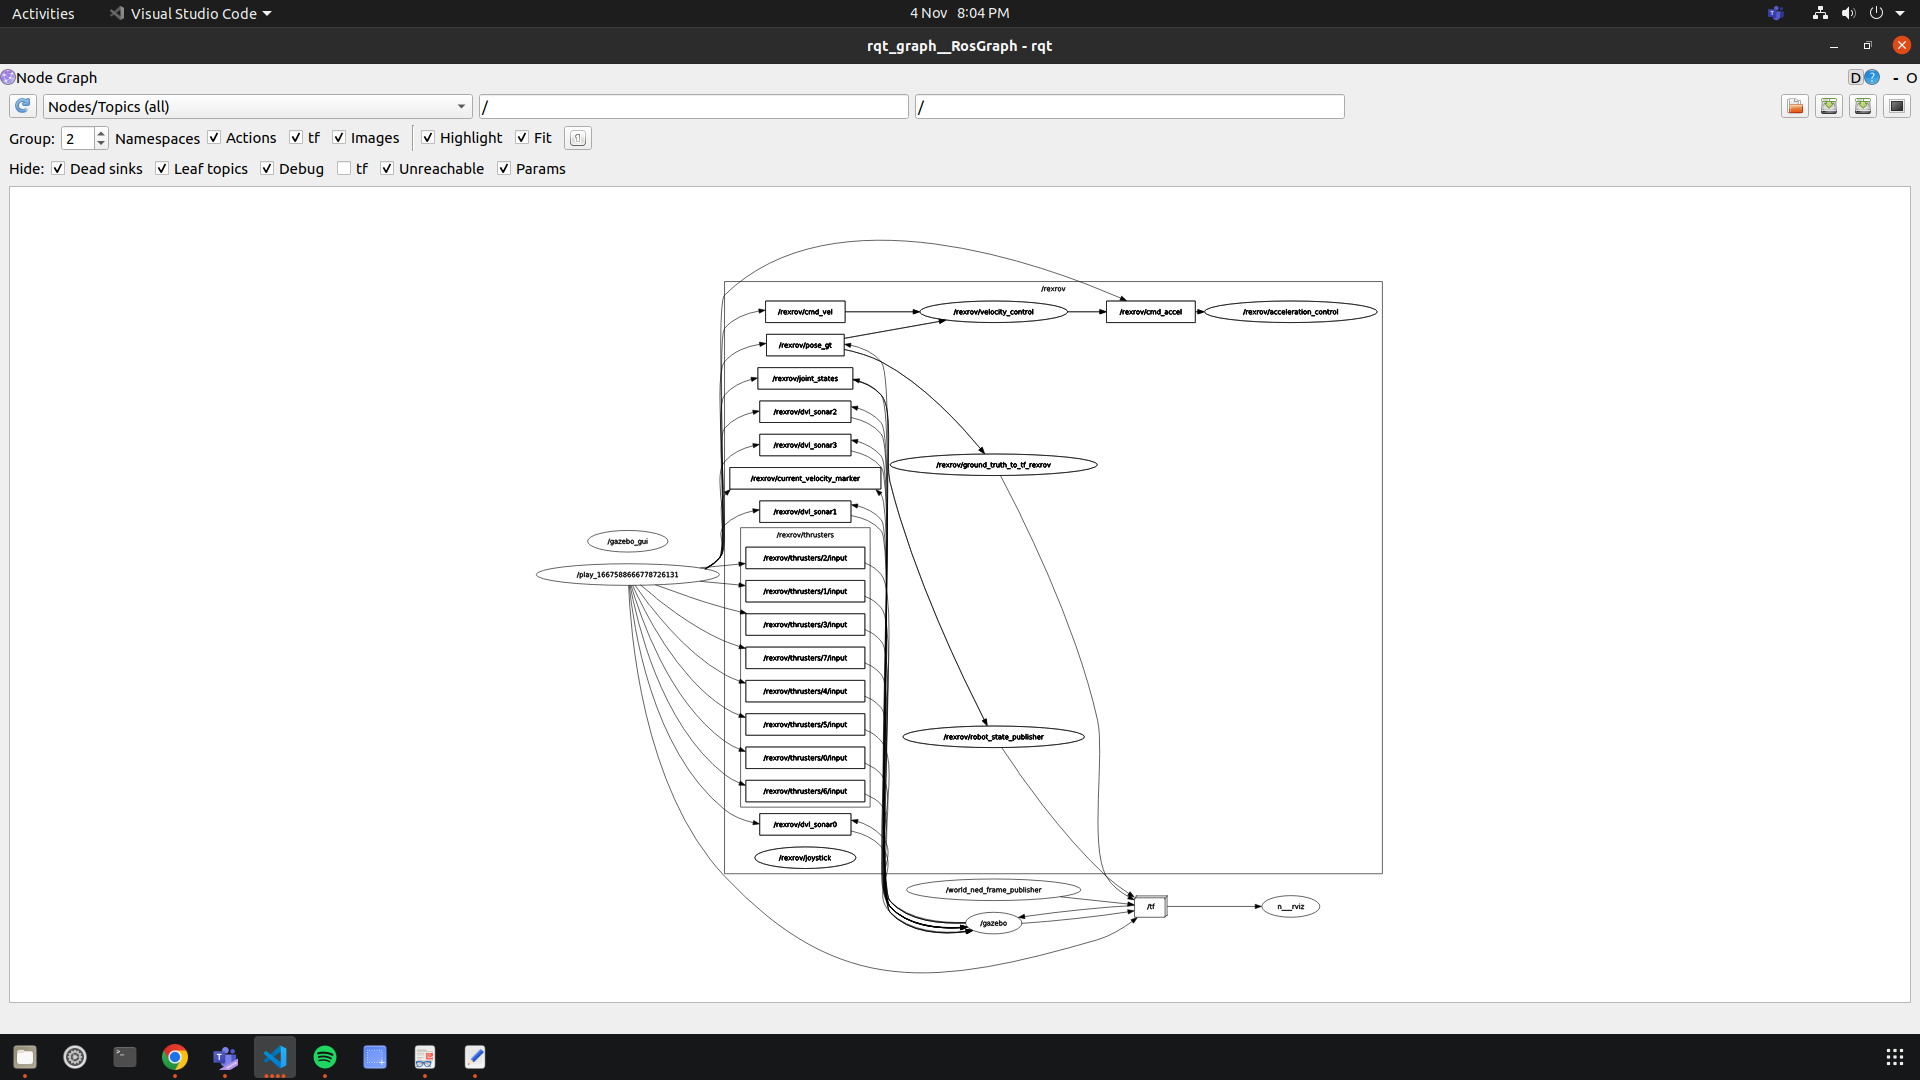 Activities Visual Studio Code 4 Nov 8:04 PM
rqt_graph__RosGraph - rqt
Node Graph D ? - O
Nodes/Topics (all) / /
Group: 2 Namespaces Actions tf Images Highlight Fit
Hide: Dead sinks Leaf topics Debug tf Unreachable Params
/rexrov
/rexrov/cmd_vel /rexrov/velocity_control /rexrov/cmd_accel /rexrov/acceleration_control
/rexrov/pose_gt
/rexrov/joint_states
/rexrov/dvl_sonar2
/rexrov/dvl_sonar3
/rexrov/ground_truth_to_tf_rexrov
/rexrov/current_velocity_marker
/rexrov/dvl_sonar1
/rexrov/thrusters
/gazebo_gui
/rexrov/thrusters/2/input
/play_1667588666778726131
/rexrov/thrusters/1/input
/rexrov/thrusters/3/input
/rexrov/thrusters/7/input
/rexrov/thrusters/4/input
/rexrov/thrusters/5/input
/rexrov/robot_state_publisher
/rexrov/thrusters/0/input
/rexrov/thrusters/6/input
/rexrov/dvl_sonar0
/rexrov/joystick
/world_ned_frame_publisher
/tf n__rviz
/gazebo